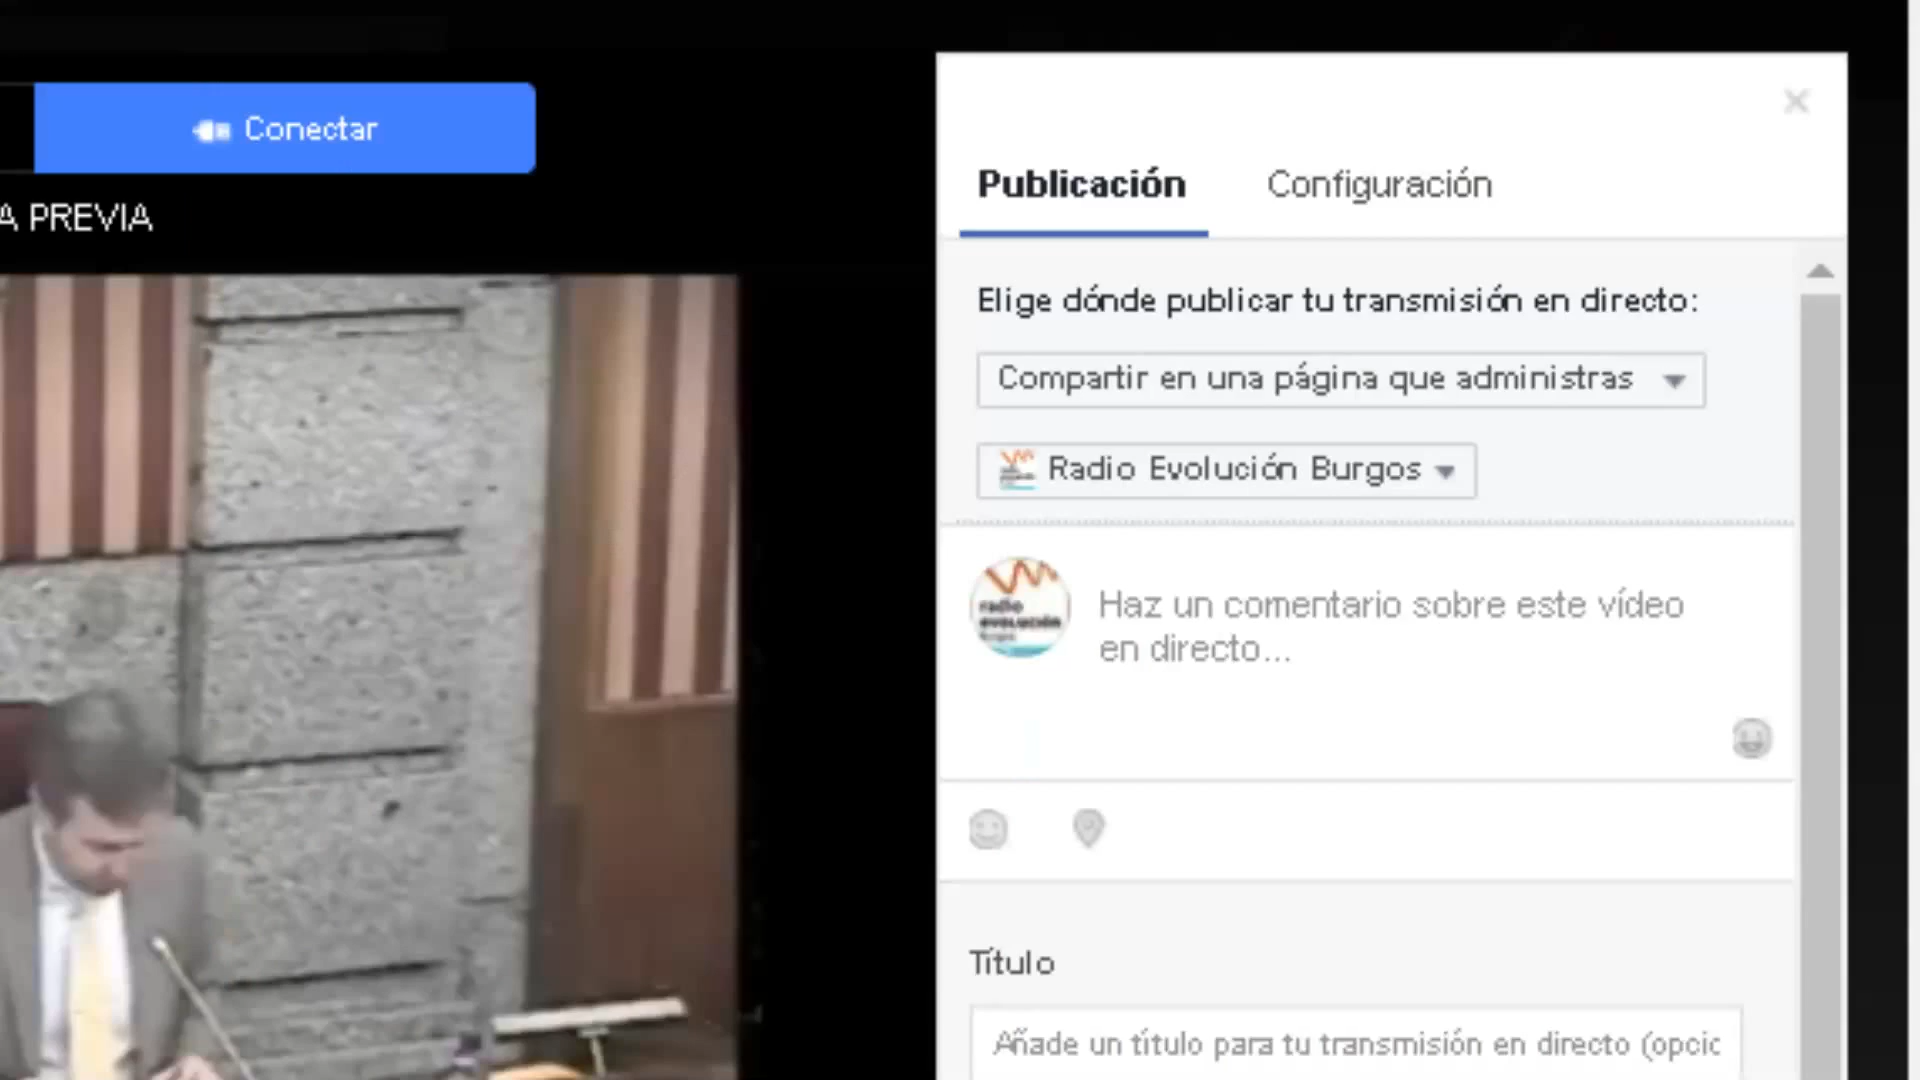 Conectar
A PREVIA
Publicación
Configuración
Elige dónde publicar tu transmisión en directo:
Compartir en una página que administras
Radio Evolución Burgos
radio
evolución
Haz un comentario sobre este vídeo
en directo...
Título
Añade un título para tu transmisión en directo (opcic